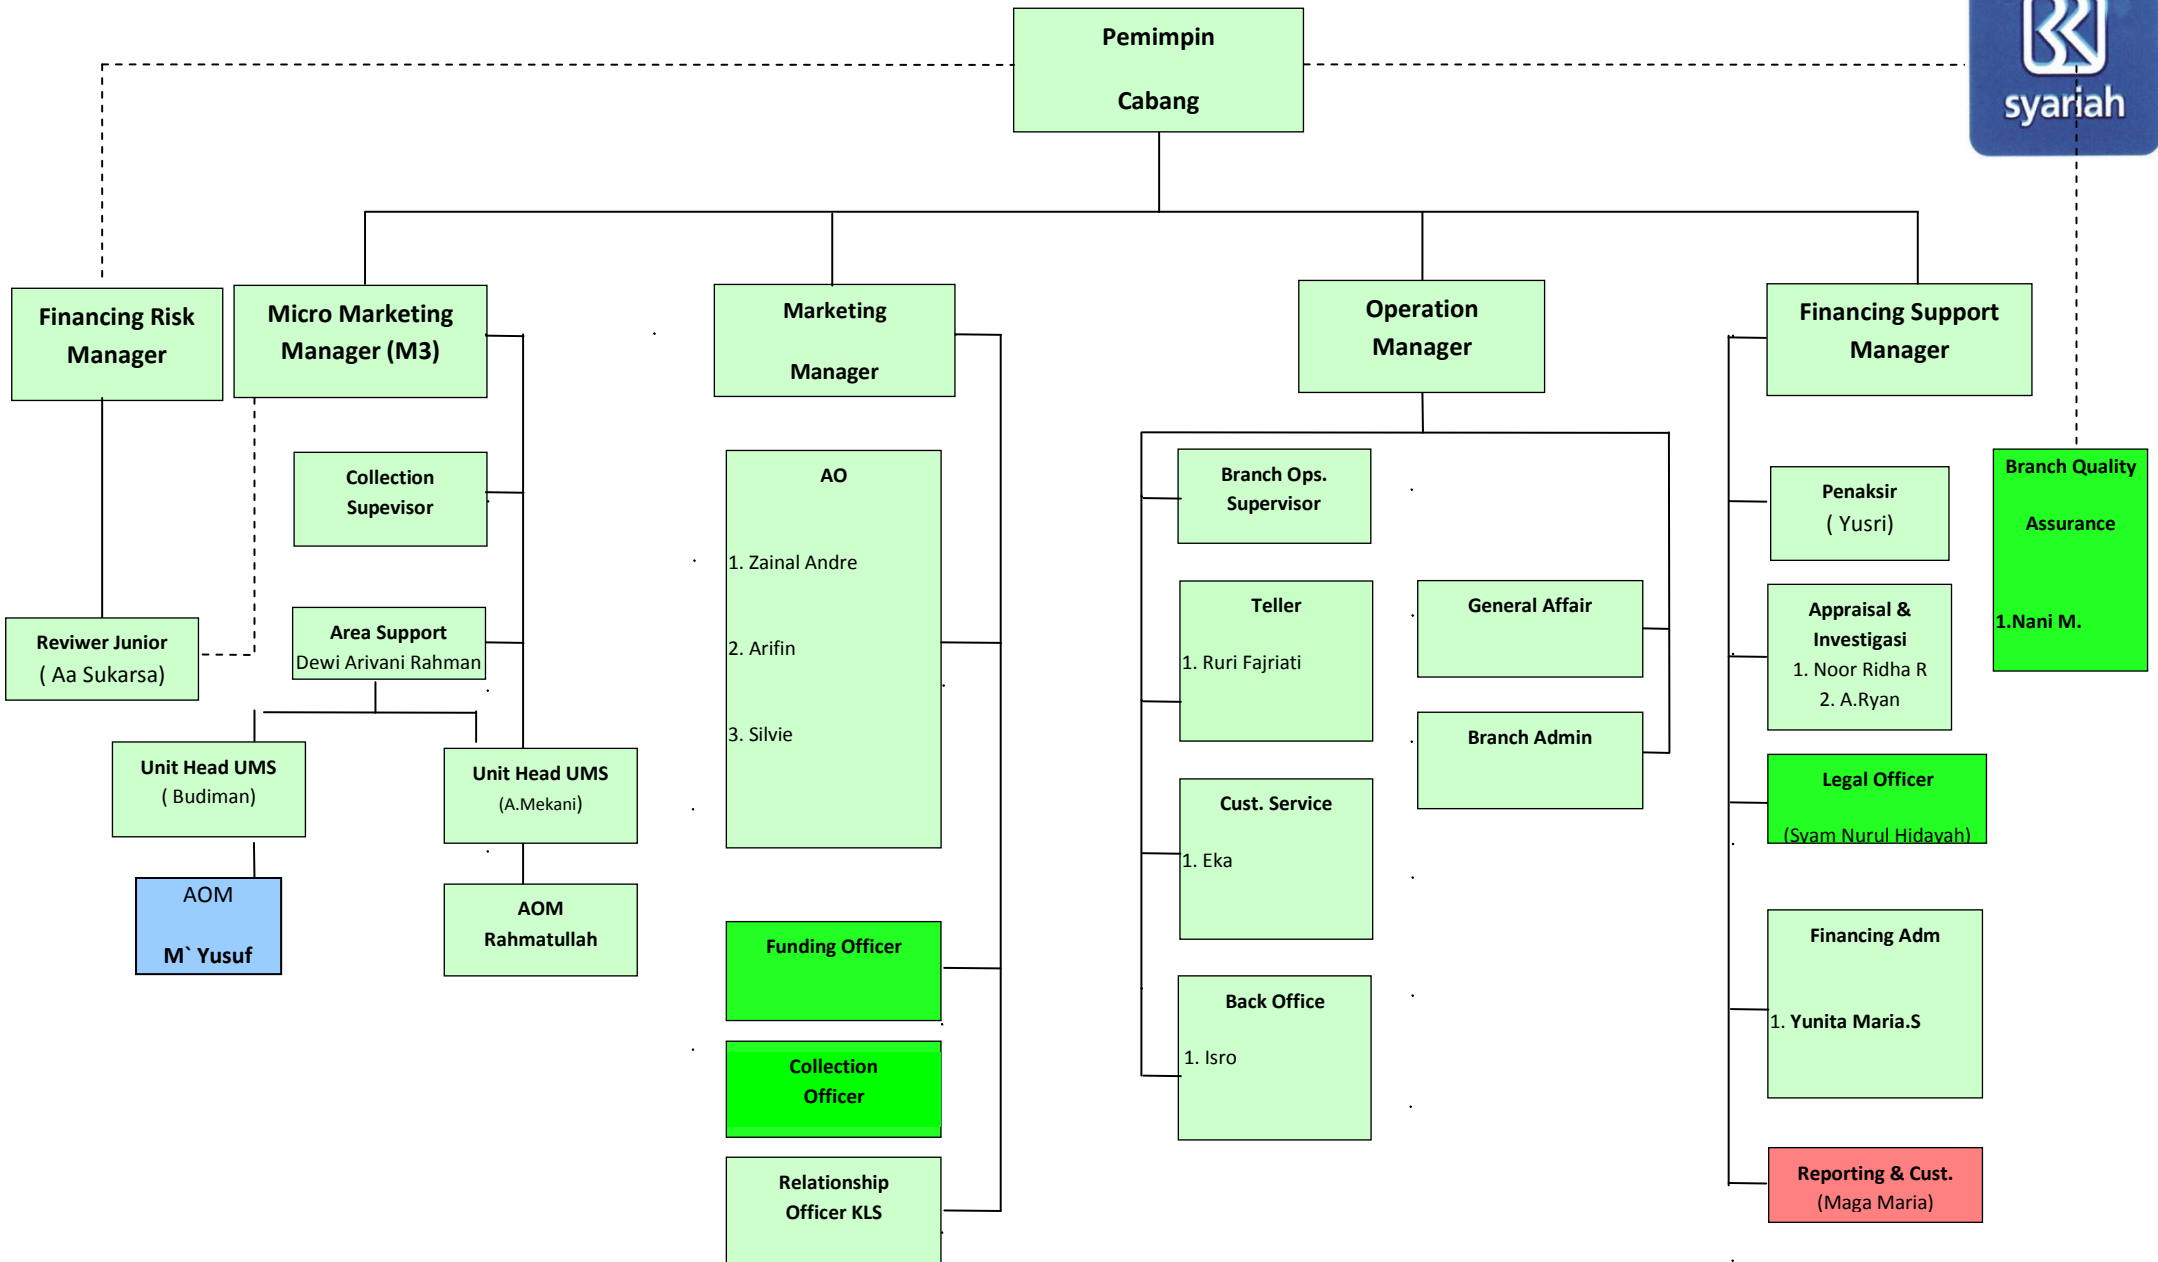 Pemimpin
Cabang
syariah
Financing Risk
Manager
Micro Marketing
Manager (M3)
Marketing
Manager
Operation
Manager
Financing Support
Manager
Reviwer Junior
( Aa Sukarsa)
Collection
Supevisor
Area Support
Dewi Arivani Rahman
Unit Head UMS
( Budiman)
AOM
M` Yusuf
Unit Head UMS
(A.Mekani)
AOM
Rahmatullah
AO
1. Zainal Andre
2. Arifin
3. Silvie
Funding Officer
Collection
Officer
Relationship
Officer KLS
Branch Ops.
Supervisor
Teller
1. Ruri Fajriati
Cust. Service
1. Eka
Back Office
1. Isro
General Affair
Branch Admin
Penaksir
( Yusri)
Appraisal &
Investigasi
1. Noor Ridha R
2. A.Ryan
Legal Officer
(Syam Nurul Hidayah)
Financing Adm
1. Yunita Maria.S
Reporting & Cust.
(Maga Maria)
Branch Quality
Assurance
1.Nani M.